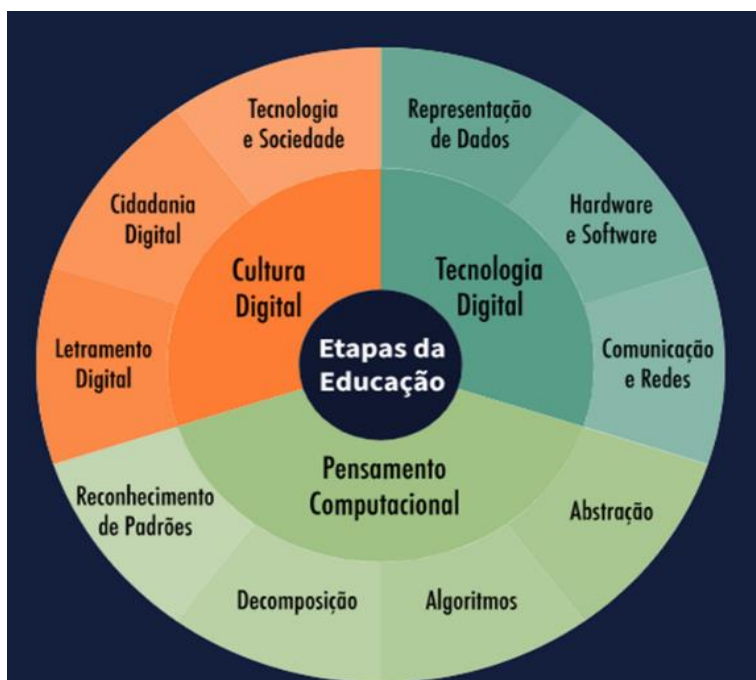 Tecnologia
e Sociedade
Representação
de Dados
Cidadania
Digital
Hardware
e Software
Cultura
Digital
Tecnologia
Digital
Letramento
Digital
Etapas da
Educação
Comunicação
e Redes
Pensamento
Computacional
Reconhecimento
de Padrões
Abstração
Decomposição
Algoritmos